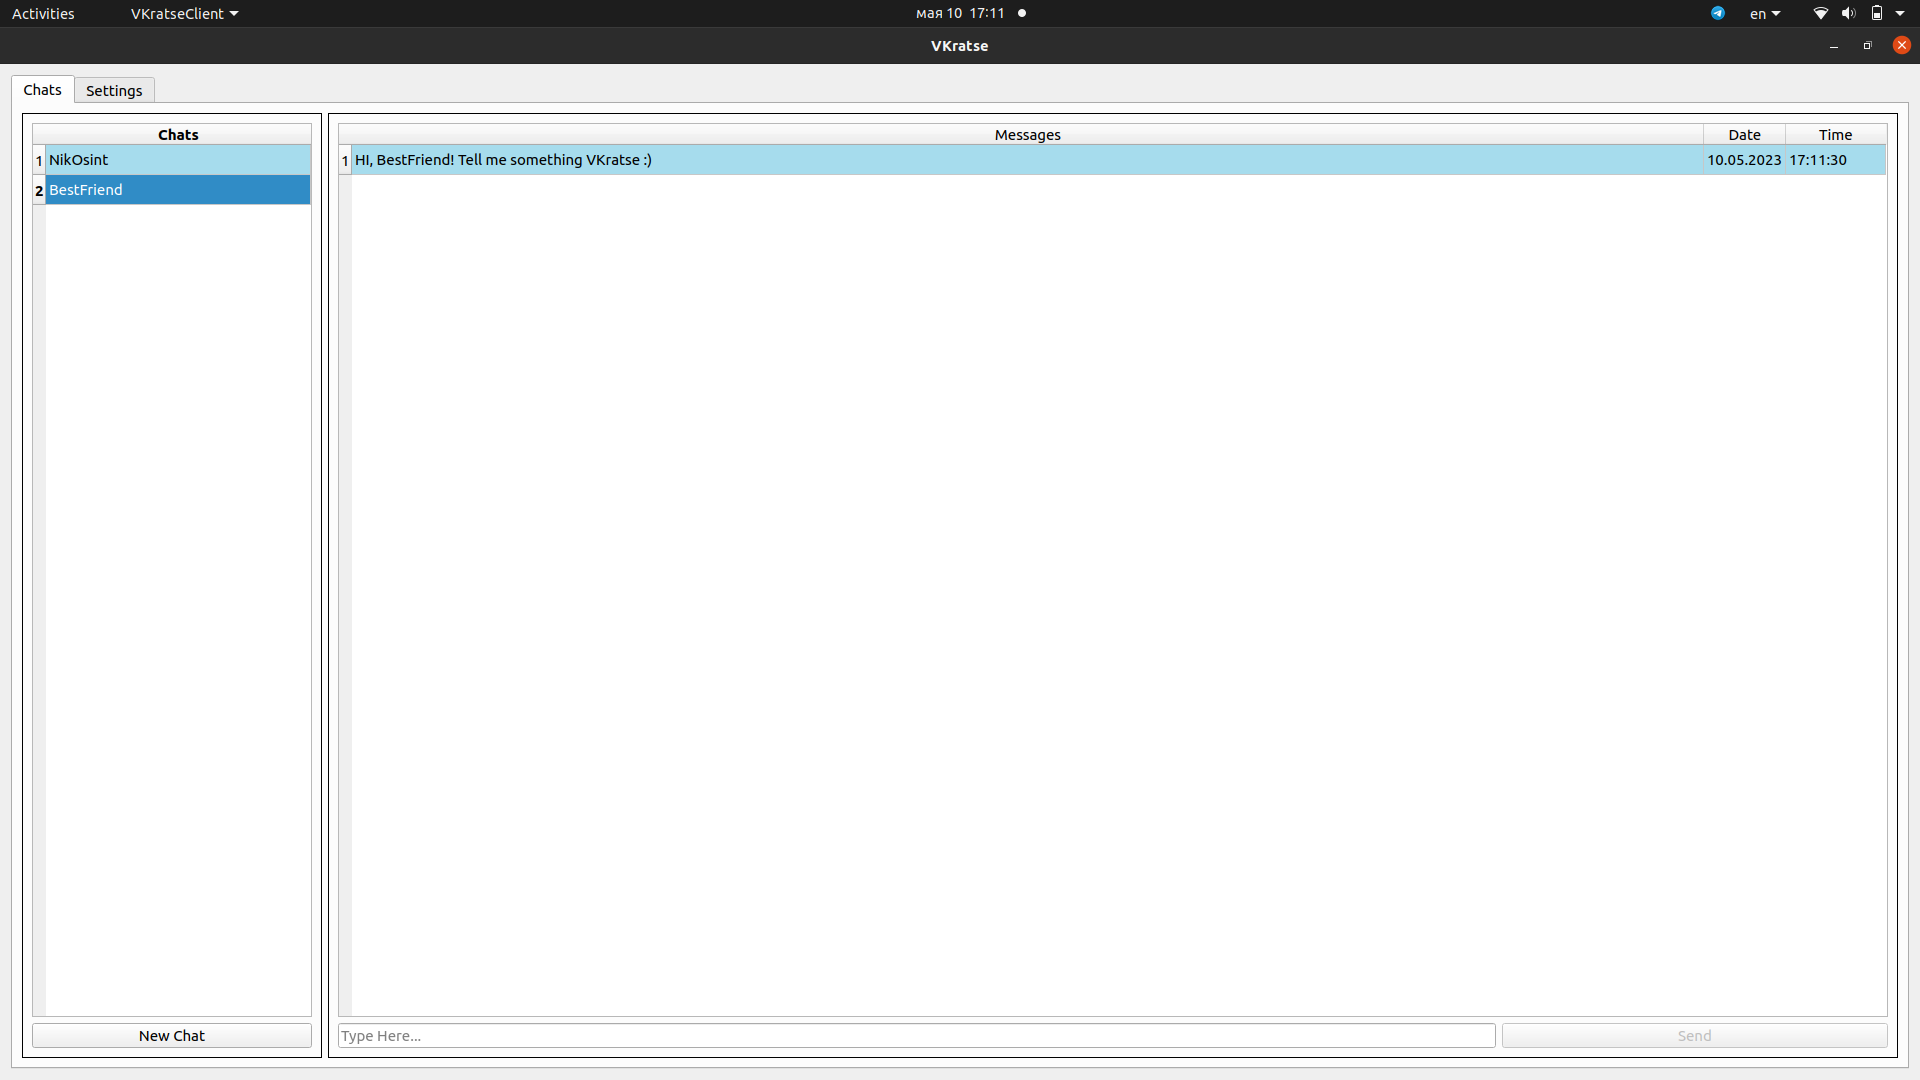 Activities VKratseClient мая 10 17:11 en
VKratse
Chats Settings
Chats
1 NikOsint
2 BestFriend
New Chat
Messages Date Time
1 HI, BestFriend! Tell me something VKratse :) 10.05.2023 17:11:30
Type Here... Send